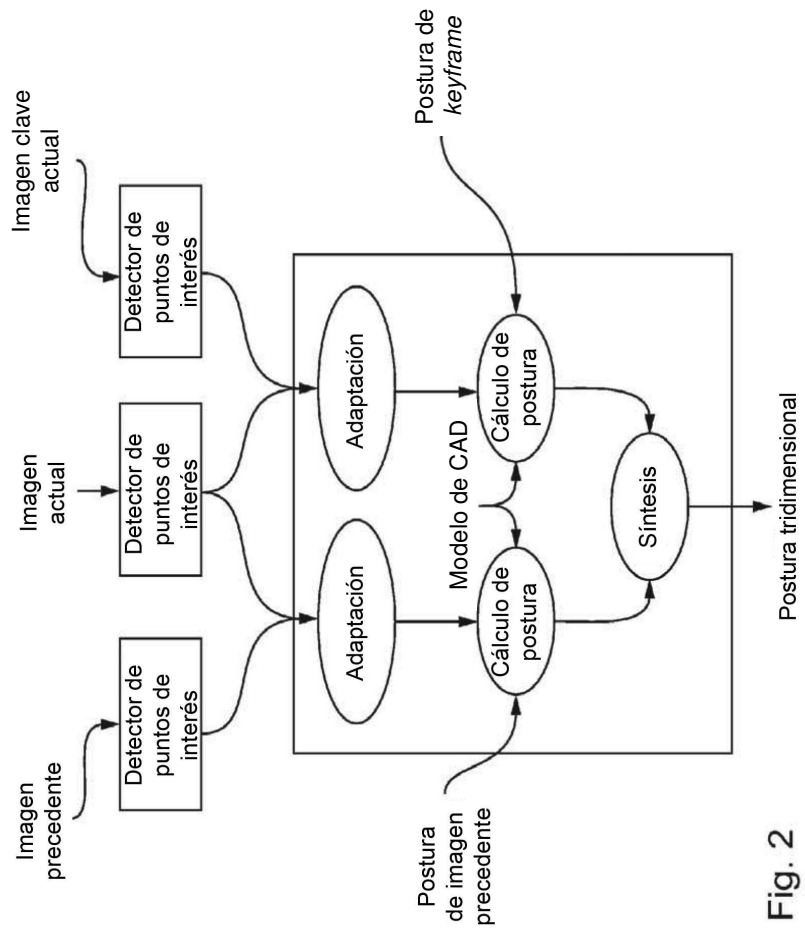 Imagen
precedente
Imagen
actual
Imagen clave
actual
Detector de
puntos de
interés
Detector de
puntos de
interés
Detector de
puntos de
interés
Adaptación
Adaptación
Postura
de imagen
precedente
Cálculo de
postura
Modelo de CAD
Cálculo de
postura
Postura de
keyframe
Síntesis
Postura tridimensional
Fig. 2